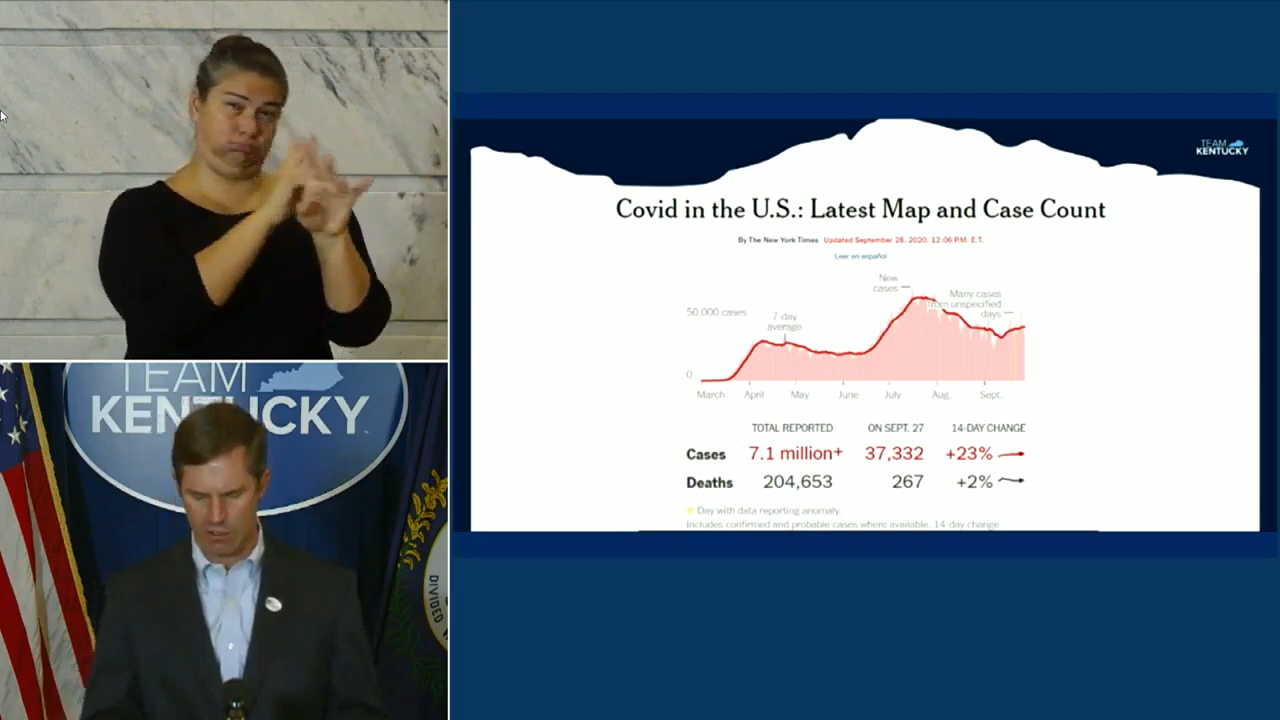 TEAM
KENTUCKY
TEAM
KENTUCKY
Covid in the U.S.: Latest Map and Case Count
By The New York Times Updated September 28, 2020, 12:06 P.M. E.T.
Leer en español
New
cases
Many cases
from unspecified
days
50,000 cases
7-day
average
0
March April May June July Aug. Sept.
TOTAL REPORTED ON SEPT. 27 14-DAY CHANGE
Cases 7.1 million+ 37,332 +23%
Deaths 204,653 267 +2%
Day with data reporting anomaly.
Includes confirmed and probable cases where available. 14-day change
DIVIDED